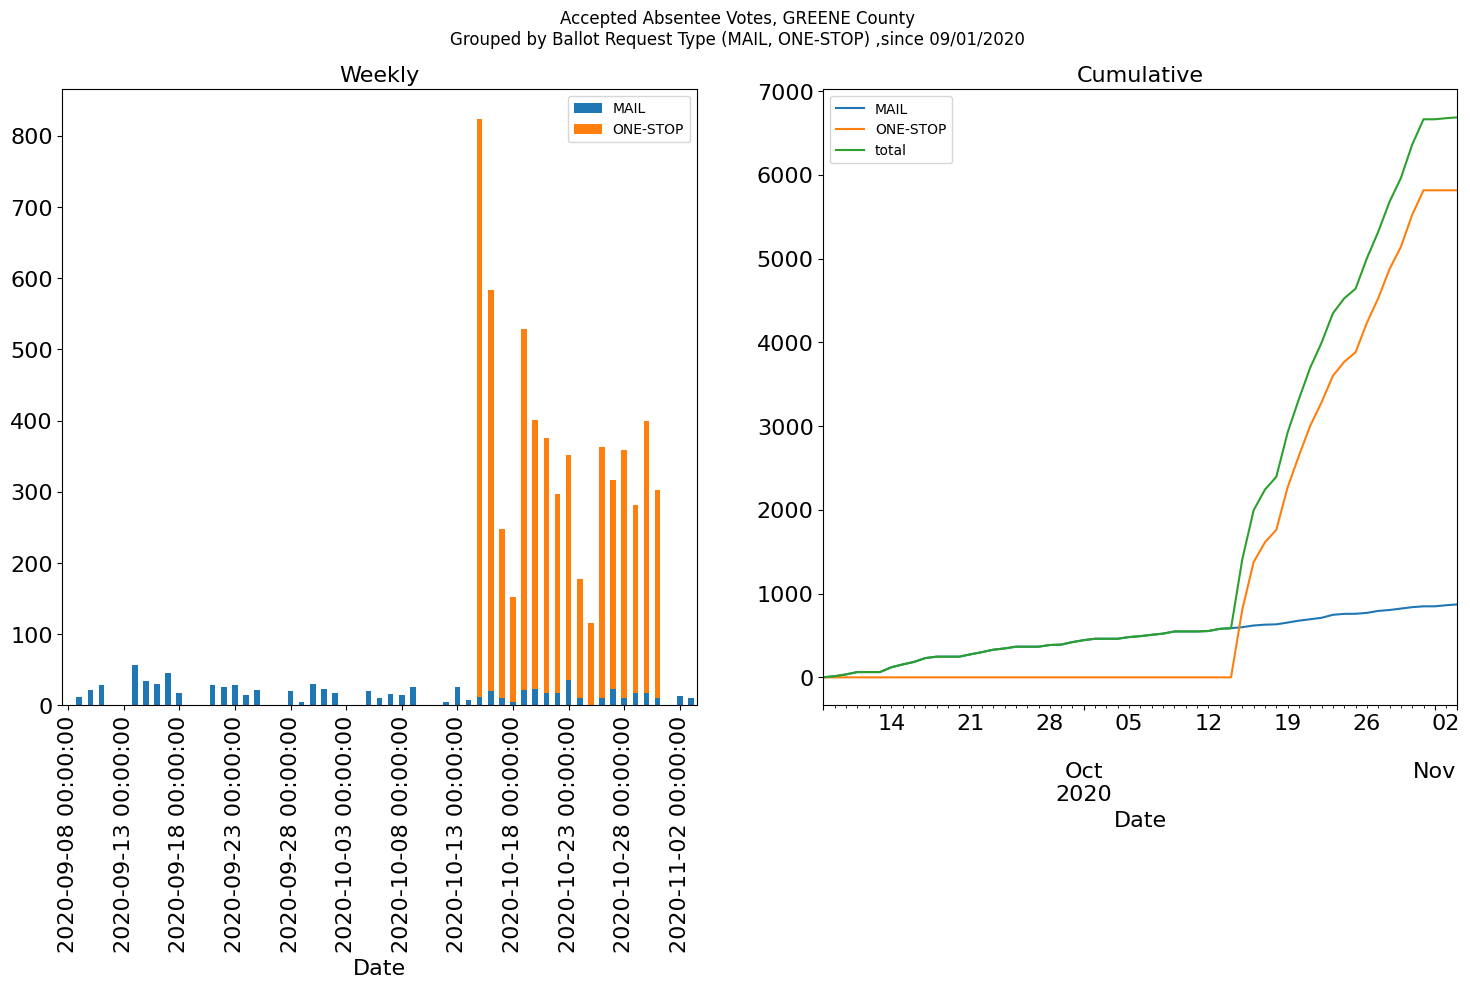 Accepted Absentee Votes, GREENE County
Grouped by Ballot Request Type (MAIL, ONE-STOP) ,since 09/01/2020
Weekly
MAIL
ONE-STOP
800
700
600
500
400
300
200
100
0
2020-09-08 00:00:00
2020-09-13 00:00:00
2020-09-18 00:00:00
2020-09-23 00:00:00
2020-09-28 00:00:00
2020-10-03 00:00:00
2020-10-08 00:00:00
2020-10-13 00:00:00
2020-10-18 00:00:00
2020-10-23 00:00:00
2020-10-28 00:00:00
2020-11-02 00:00:00
Date
Cumulative
MAIL
ONE-STOP
total
7000
6000
5000
4000
3000
2000
1000
0
14 21 28 05 12 19 26 02
Oct Nov
2020
Date